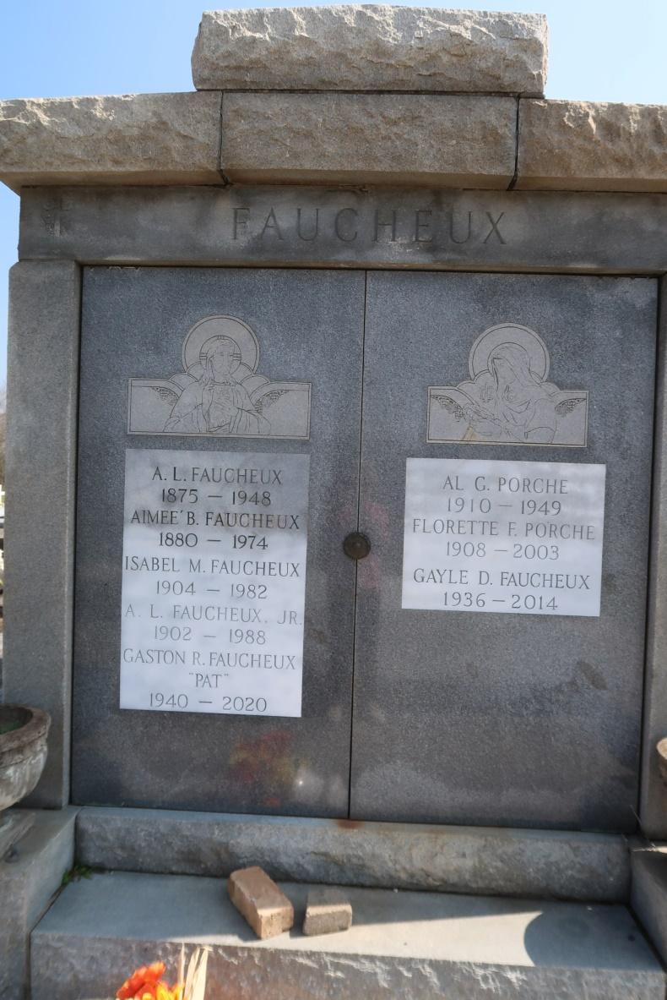 FAUCHEUX
A. L. FAUCHEUX
1875 — 1948
AIMEE´ B. FAUCHEUX
1880 — 1974
ISABEL M. FAUCHEUX
1904 — 1982
A. L. FAUCHEUX, JR.
1902 — 1988
GASTON R. FAUCHEUX
"PAT"
1940 — 2020
AL G. PORCHE
1910 — 1949
FLORETTE F. PORCHE
1908 — 2003
GAYLE D. FAUCHEUX
1936 — 2014